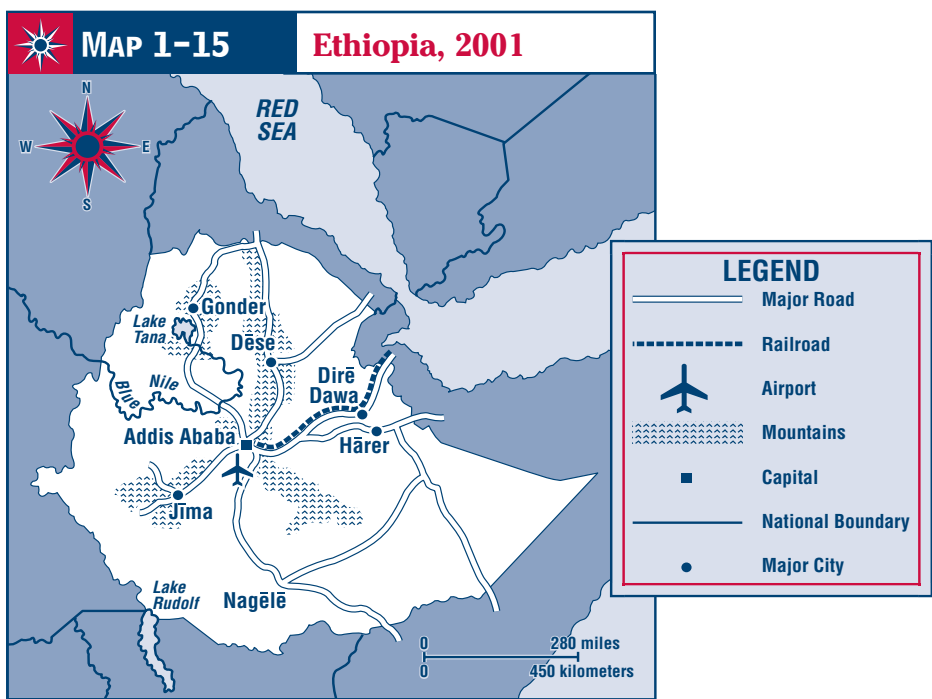 MAP 1-15
Ethiopia, 2001
N
W
E
S
RED
SEA
Gonder
Lake
Tana
Dēse
Blue Nile
Dirē
Dawa
Addis Ababa
Hārer
Jīma
Lake
Rudolf
Nagēlē
0
280 miles
0
450 kilometers
LEGEND
Major Road
Railroad
Airport
Mountains
Capital
National Boundary
Major City